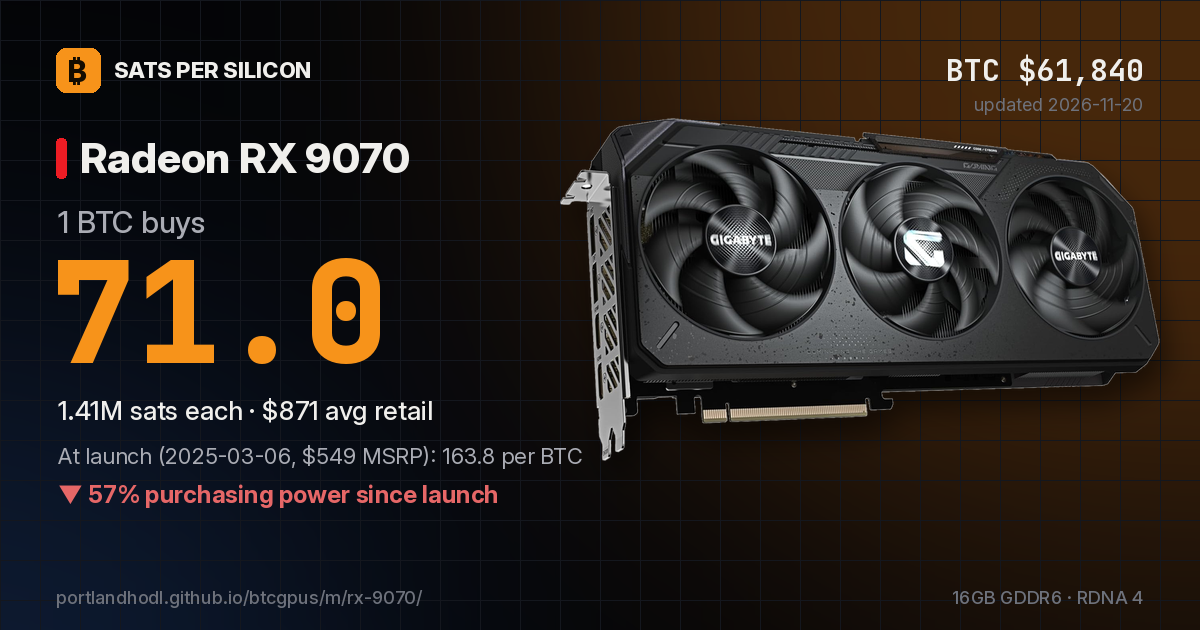 SATS PER SILICON
BTC $61,840
updated 2026-11-20
Radeon RX 9070
1 BTC buys
71.0
1.41M sats each · $871 avg retail
At launch (2025-03-06, $549 MSRP): 163.8 per BTC
▼ 57% purchasing power since launch
GIGABYTE
GIGABYTE
GAMING
portlandhodl.github.io/btcgpus/m/rx-9070/
16GB GDDR6 · RDNA 4